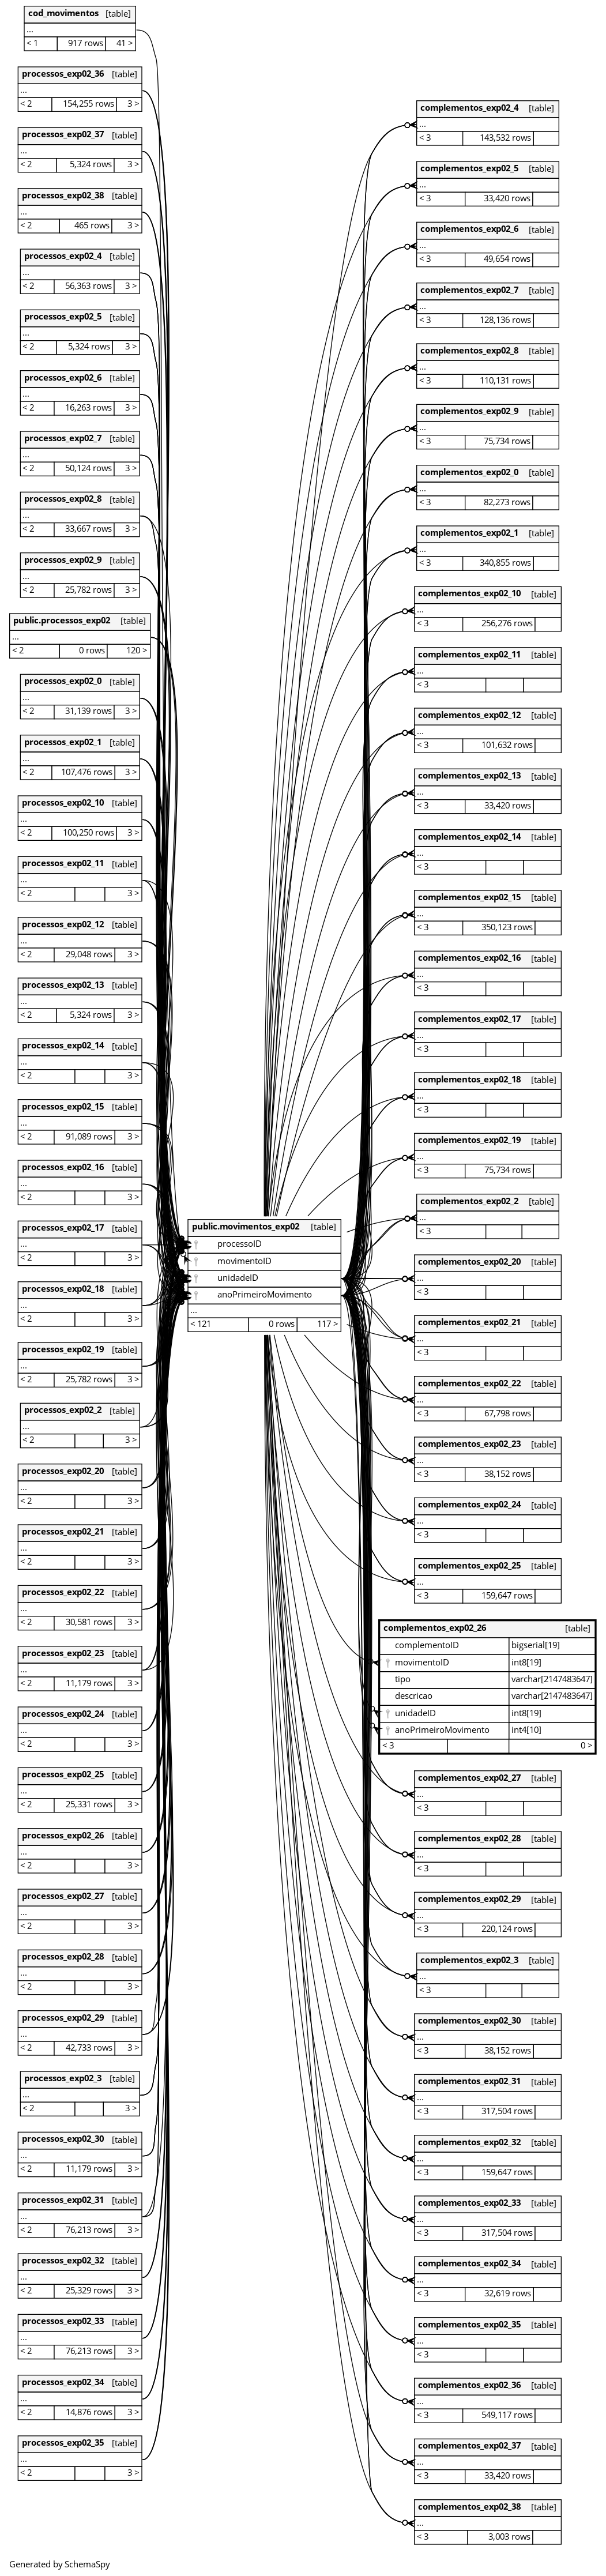 cod_movimentos [table]
...
< 1 917 rows 41 >
processos_exp02_36 [table]
...
< 2 154,255 rows 3 >
processos_exp02_37 [table]
...
< 2 5,324 rows 3 >
processos_exp02_38 [table]
...
< 2 465 rows 3 >
processos_exp02_4 [table]
...
< 2 56,363 rows 3 >
processos_exp02_5 [table]
...
< 2 5,324 rows 3 >
processos_exp02_6 [table]
...
< 2 16,263 rows 3 >
processos_exp02_7 [table]
...
< 2 50,124 rows 3 >
processos_exp02_8 [table]
...
< 2 33,667 rows 3 >
processos_exp02_9 [table]
...
< 2 25,782 rows 3 >
public.processos_exp02 [table]
...
< 2 0 rows 120 >
processos_exp02_0 [table]
...
< 2 31,139 rows 3 >
processos_exp02_1 [table]
...
< 2 107,476 rows 3 >
processos_exp02_10 [table]
...
< 2 100,250 rows 3 >
processos_exp02_11 [table]
...
< 2 3 >
processos_exp02_12 [table]
...
< 2 29,048 rows 3 >
processos_exp02_13 [table]
...
< 2 5,324 rows 3 >
processos_exp02_14 [table]
...
< 2 3 >
processos_exp02_15 [table]
...
< 2 91,089 rows 3 >
processos_exp02_16 [table]
...
< 2 3 >
processos_exp02_17 [table]
...
< 2 3 >
processos_exp02_18 [table]
...
< 2 3 >
processos_exp02_19 [table]
...
< 2 25,782 rows 3 >
processos_exp02_2 [table]
...
< 2 3 >
processos_exp02_20 [table]
...
< 2 3 >
processos_exp02_21 [table]
...
< 2 3 >
processos_exp02_22 [table]
...
< 2 30,581 rows 3 >
processos_exp02_23 [table]
...
< 2 11,179 rows 3 >
processos_exp02_24 [table]
...
< 2 3 >
processos_exp02_25 [table]
...
< 2 25,331 rows 3 >
processos_exp02_26 [table]
...
< 2 3 >
processos_exp02_27 [table]
...
< 2 3 >
processos_exp02_28 [table]
...
< 2 3 >
processos_exp02_29 [table]
...
< 2 42,733 rows 3 >
processos_exp02_3 [table]
...
< 2 3 >
processos_exp02_30 [table]
...
< 2 11,179 rows 3 >
processos_exp02_31 [table]
...
< 2 76,213 rows 3 >
processos_exp02_32 [table]
...
< 2 25,329 rows 3 >
processos_exp02_33 [table]
...
< 2 76,213 rows 3 >
processos_exp02_34 [table]
...
< 2 14,876 rows 3 >
processos_exp02_35 [table]
...
< 2 3 >
public.movimentos_exp02 [table]
processoID
movimentoID
unidadeID
anoPrimeiroMovimento
...
< 121 0 rows 117 >
complementos_exp02_4 [table]
...
< 3 143,532 rows
complementos_exp02_5 [table]
...
< 3 33,420 rows
complementos_exp02_6 [table]
...
< 3 49,654 rows
complementos_exp02_7 [table]
...
< 3 128,136 rows
complementos_exp02_8 [table]
...
< 3 110,131 rows
complementos_exp02_9 [table]
...
< 3 75,734 rows
complementos_exp02_0 [table]
...
< 3 82,273 rows
complementos_exp02_1 [table]
...
< 3 340,855 rows
complementos_exp02_10 [table]
...
< 3 256,276 rows
complementos_exp02_11 [table]
...
< 3
complementos_exp02_12 [table]
...
< 3 101,632 rows
complementos_exp02_13 [table]
...
< 3 33,420 rows
complementos_exp02_14 [table]
...
< 3
complementos_exp02_15 [table]
...
< 3 350,123 rows
complementos_exp02_16 [table]
...
< 3
complementos_exp02_17 [table]
...
< 3
complementos_exp02_18 [table]
...
< 3
complementos_exp02_19 [table]
...
< 3 75,734 rows
complementos_exp02_2 [table]
...
< 3
complementos_exp02_20 [table]
...
< 3
complementos_exp02_21 [table]
...
< 3
complementos_exp02_22 [table]
...
< 3 67,798 rows
complementos_exp02_23 [table]
...
< 3 38,152 rows
complementos_exp02_24 [table]
...
< 3
complementos_exp02_25 [table]
...
< 3 159,647 rows
complementos_exp02_26 [table]
complementoID bigserial[19]
movimentoID int8[19]
tipo varchar[2147483647]
descricao varchar[2147483647]
unidadeID int8[19]
anoPrimeiroMovimento int4[10]
< 3 0 >
complementos_exp02_27 [table]
...
< 3
complementos_exp02_28 [table]
...
< 3
complementos_exp02_29 [table]
...
< 3 220,124 rows
complementos_exp02_3 [table]
...
< 3
complementos_exp02_30 [table]
...
< 3 38,152 rows
complementos_exp02_31 [table]
...
< 3 317,504 rows
complementos_exp02_32 [table]
...
< 3 159,647 rows
complementos_exp02_33 [table]
...
< 3 317,504 rows
complementos_exp02_34 [table]
...
< 3 32,619 rows
complementos_exp02_35 [table]
...
< 3
complementos_exp02_36 [table]
...
< 3 549,117 rows
complementos_exp02_37 [table]
...
< 3 33,420 rows
complementos_exp02_38 [table]
...
< 3 3,003 rows
Generated by SchemaSpy